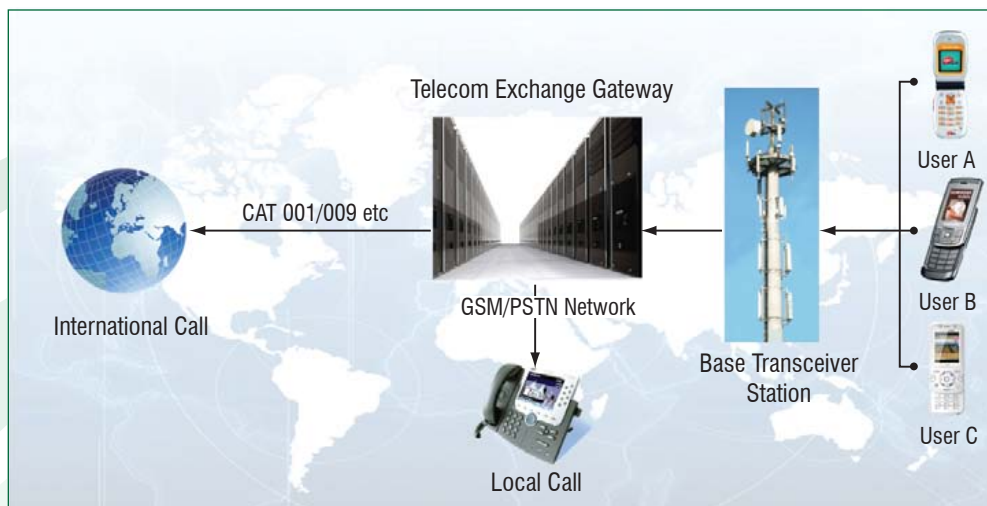 Telecom Exchange Gateway
User A
CAT 001/009 etc
User B
GSM/PSTN Network
International Call
Base Transceiver
Station
User C
Local Call